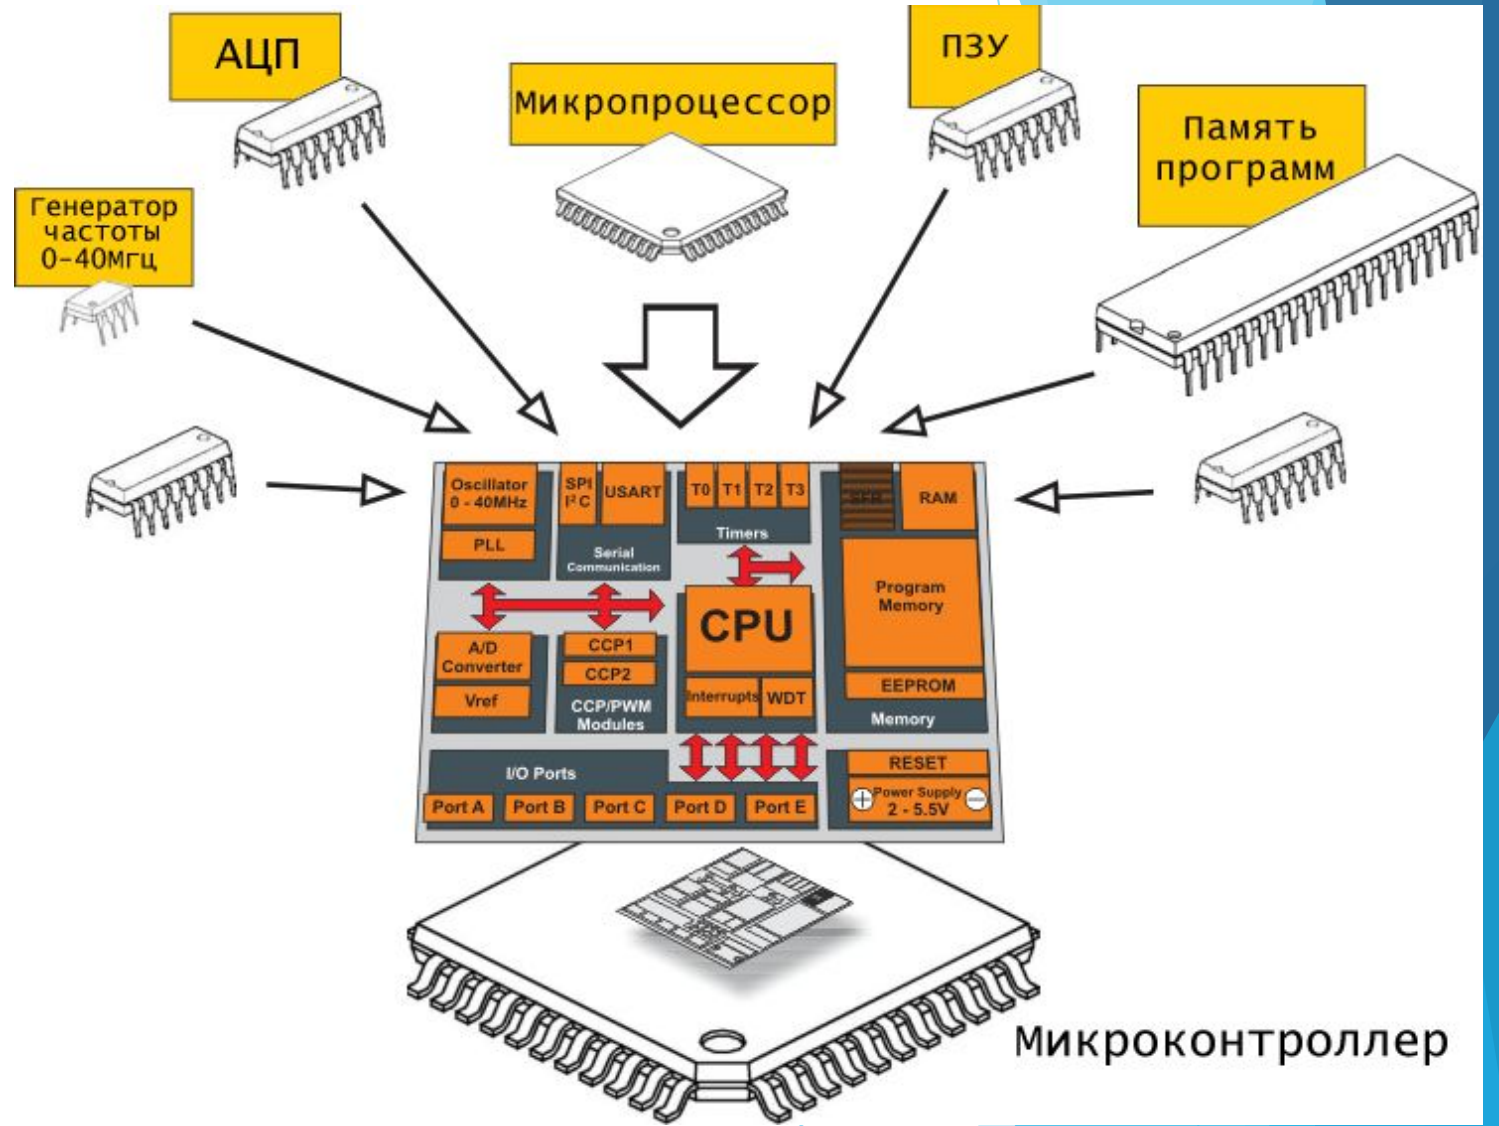 АЦП
Микропроцессор
ПЗУ
Память
программ
Генератор
частоты
0-40Мгц
Oscillator
0 - 40MHz
PLL
SPI
I²C
USART
Serial
Communication
T0 T1 T2 T3
Timers
SFR
RAM
Program
Memory
EEPROM
Memory
CPU
Interrupts
WDT
A/D
Converter
Vref
CCP1
CCP2
CCP/PWM
Modules
I/O Ports
Port A
Port B
Port C
Port D
Port E
RESET
+ Power Supply −
2 - 5.5V
Микроконтроллер